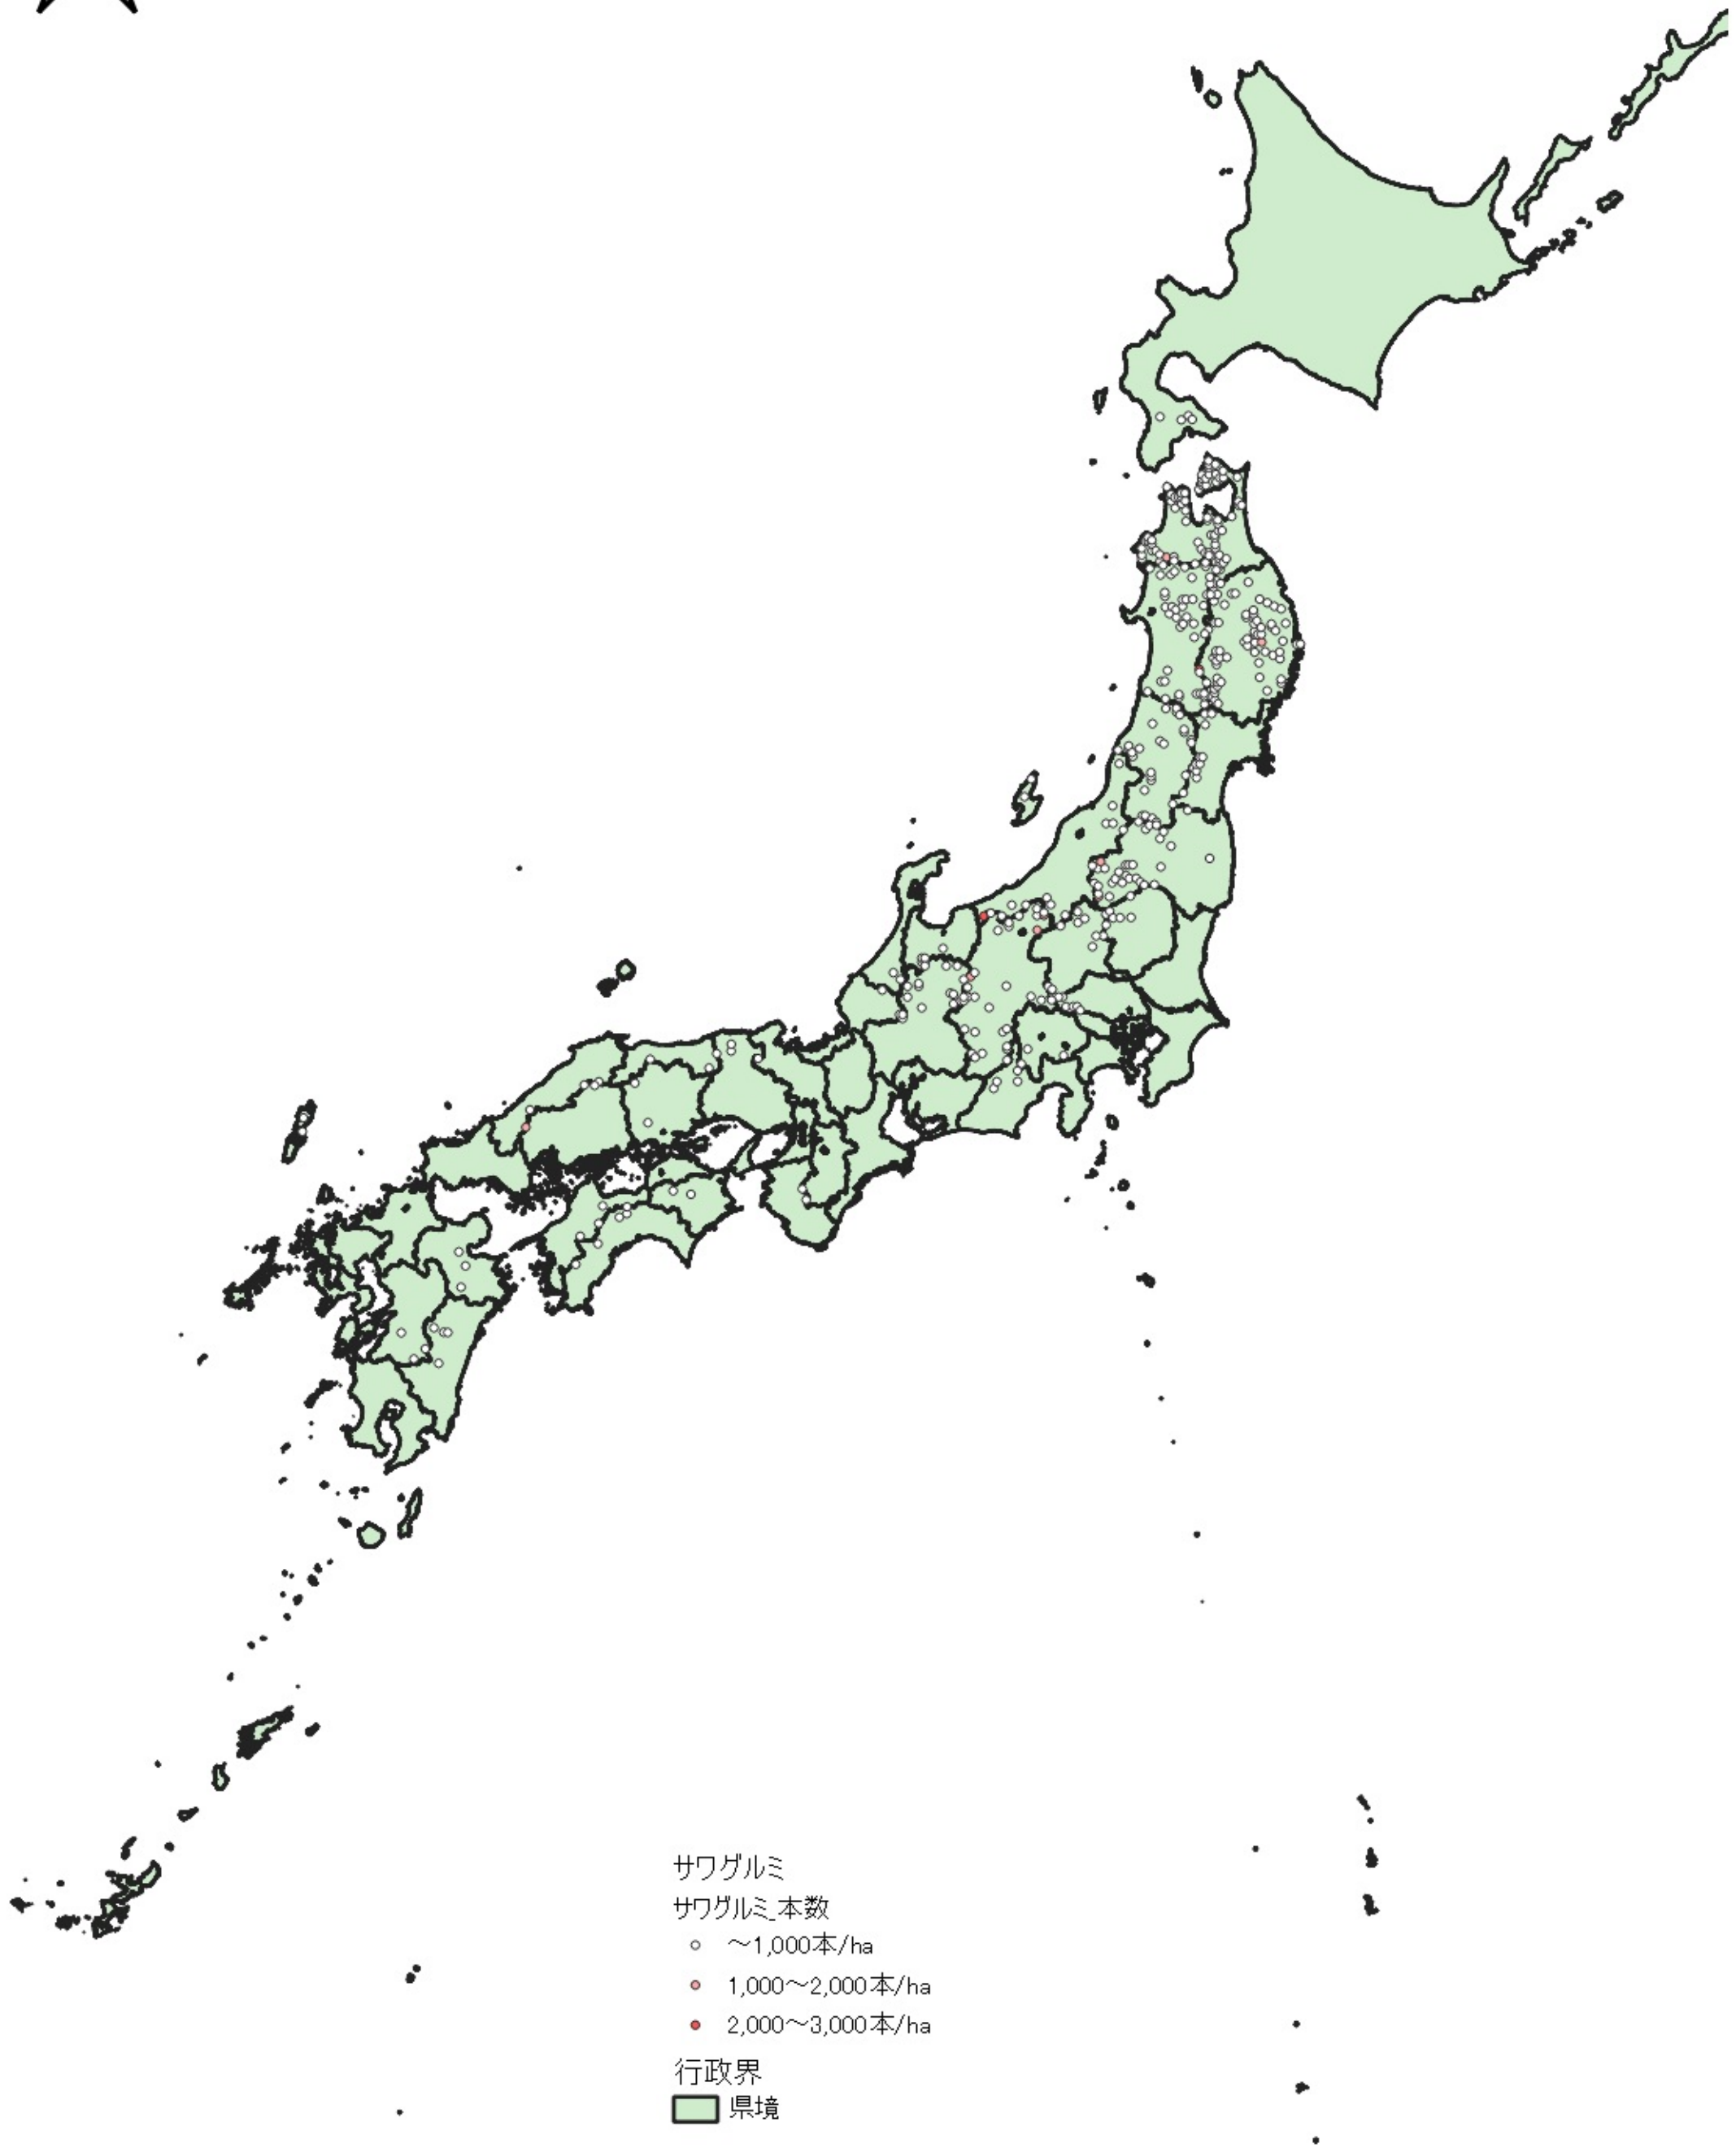 サワグルミ
サワグルミ_本数
～1,000本/ha
1,000～2,000本/ha
2,000～3,000本/ha
行政界
県境